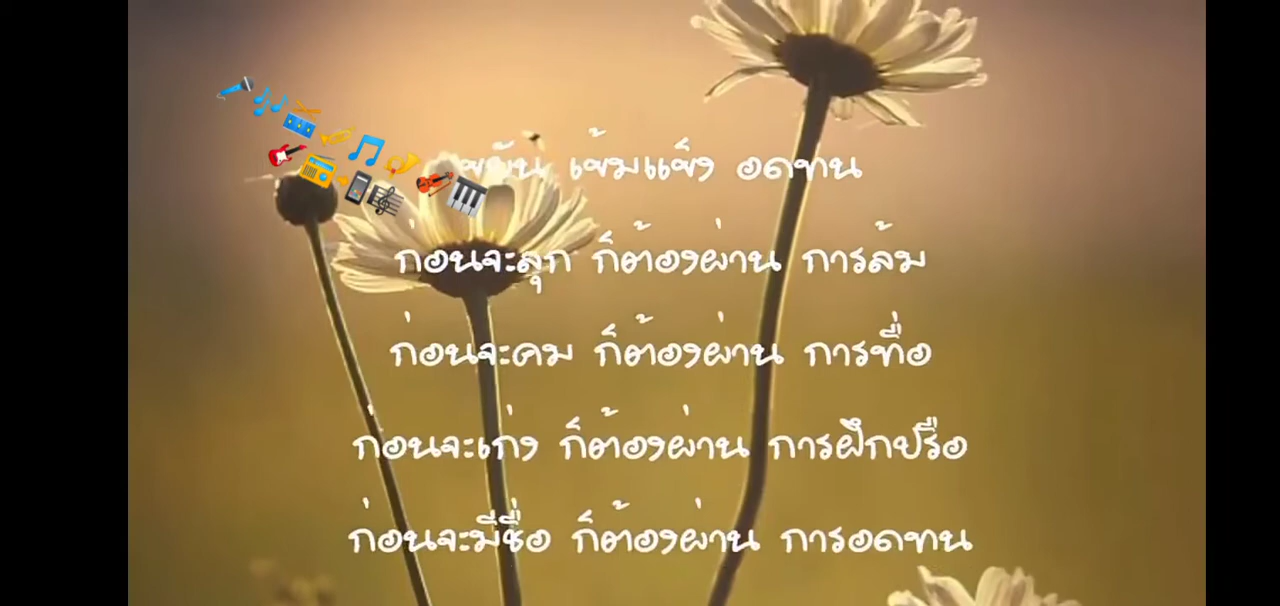 ขยัน เข้มแข็ง อดทน
ก่อนจะลุก ก็ต้องผ่าน การล้ม
ก่อนจะคม ก็ต้องผ่าน การทื่อ
ก่อนจะเก่ง ก็ต้องผ่าน การฝึกปรือ
ก่อนจะมีชื่อ ก็ต้องผ่าน การอดทน